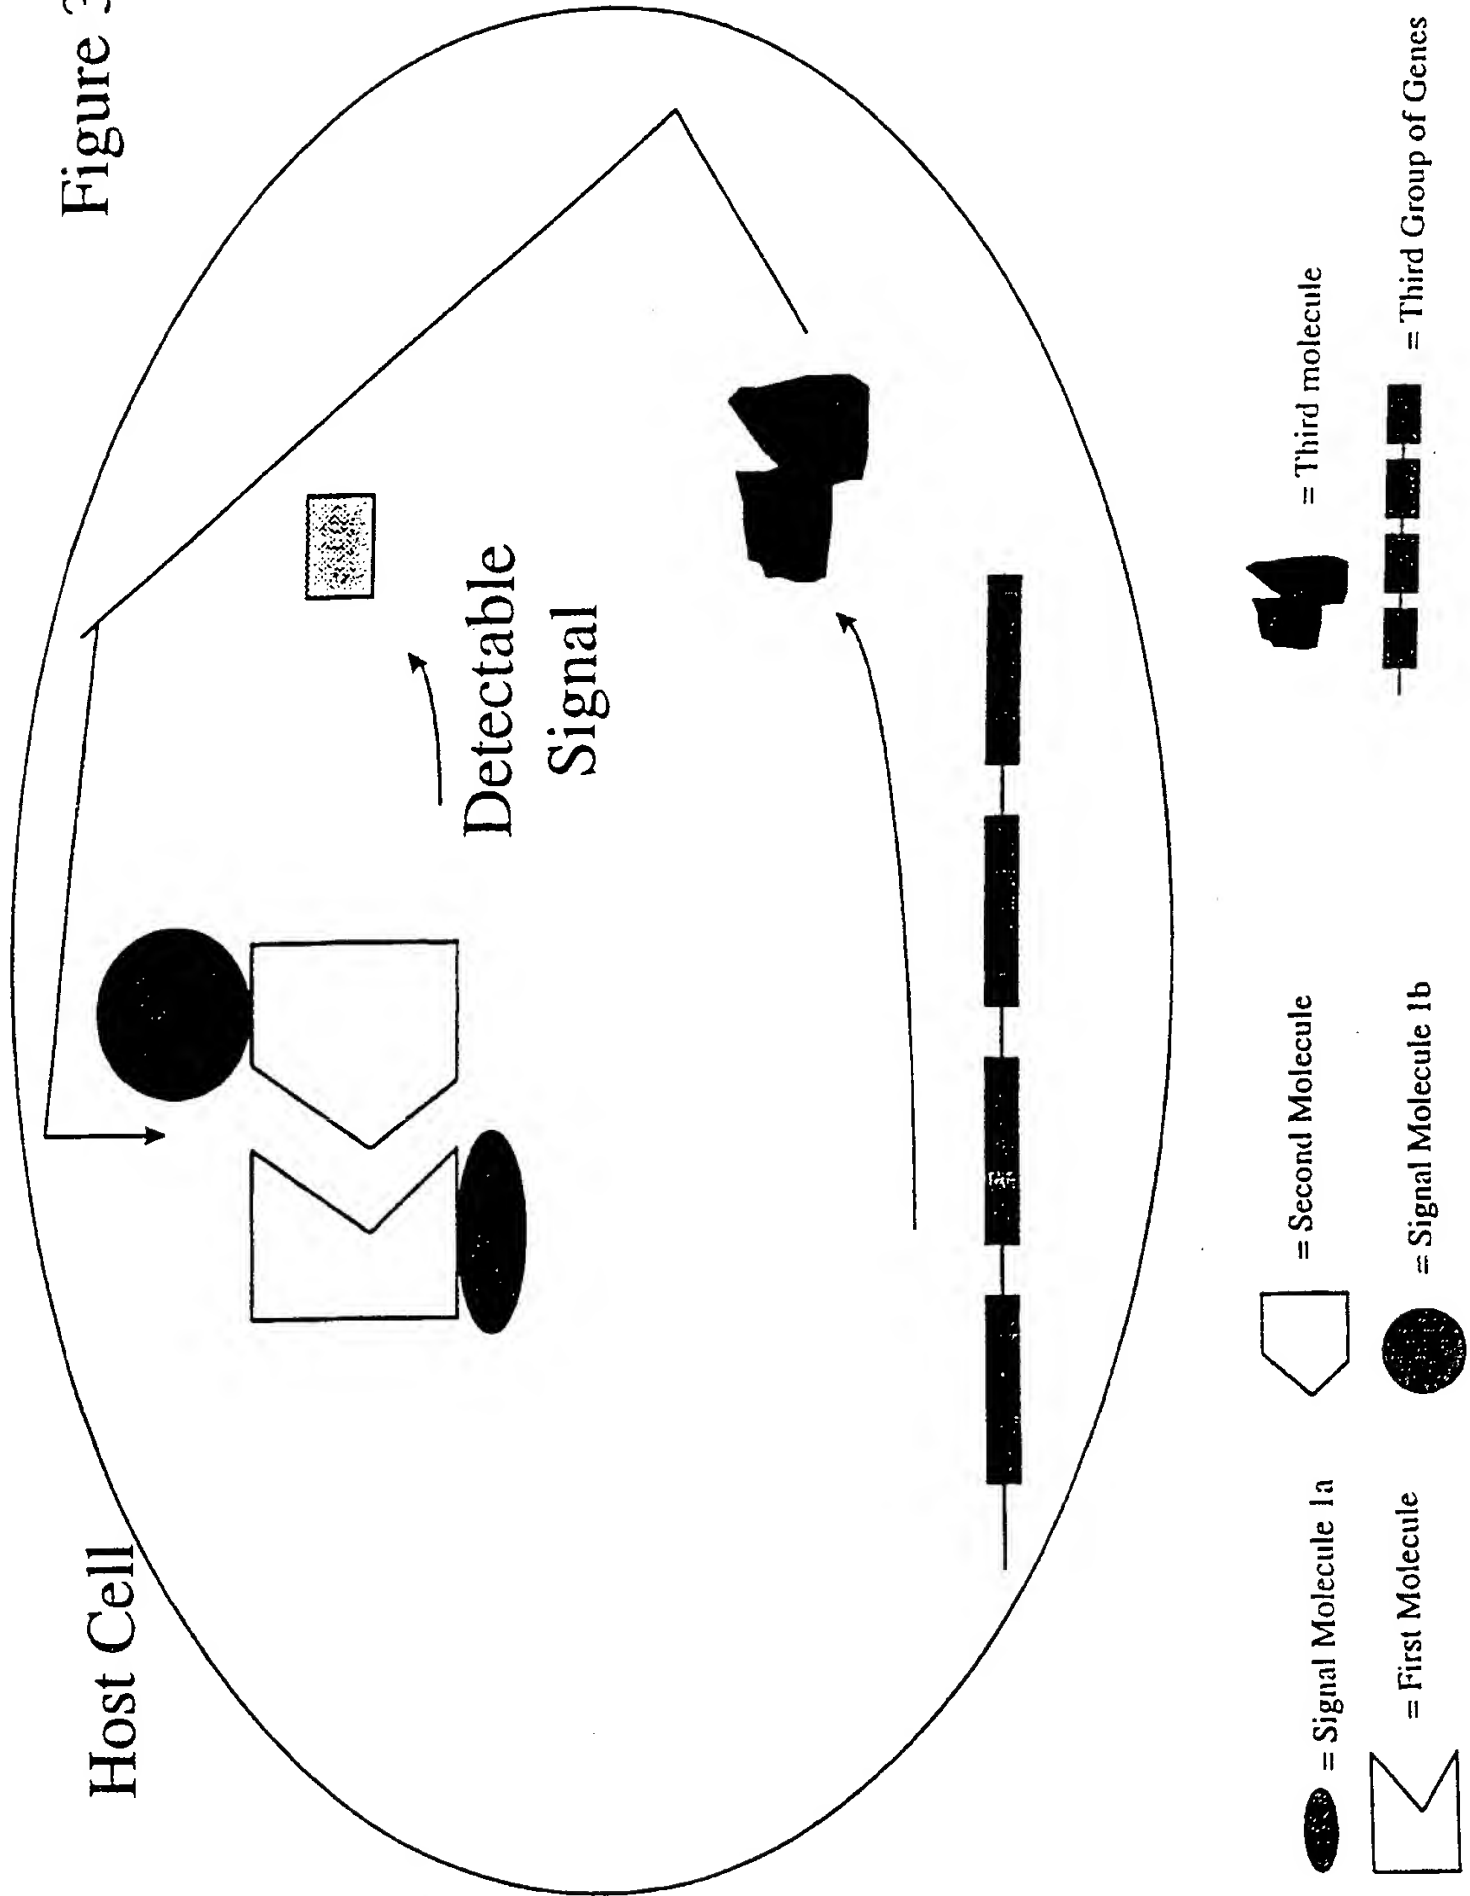 Figure 3
Host Cell
Detectable
Signal
= Signal Molecule 1a
= Second Molecule
= Third molecule
= First Molecule
= Signal Molecule 1b
= Third Group of Genes